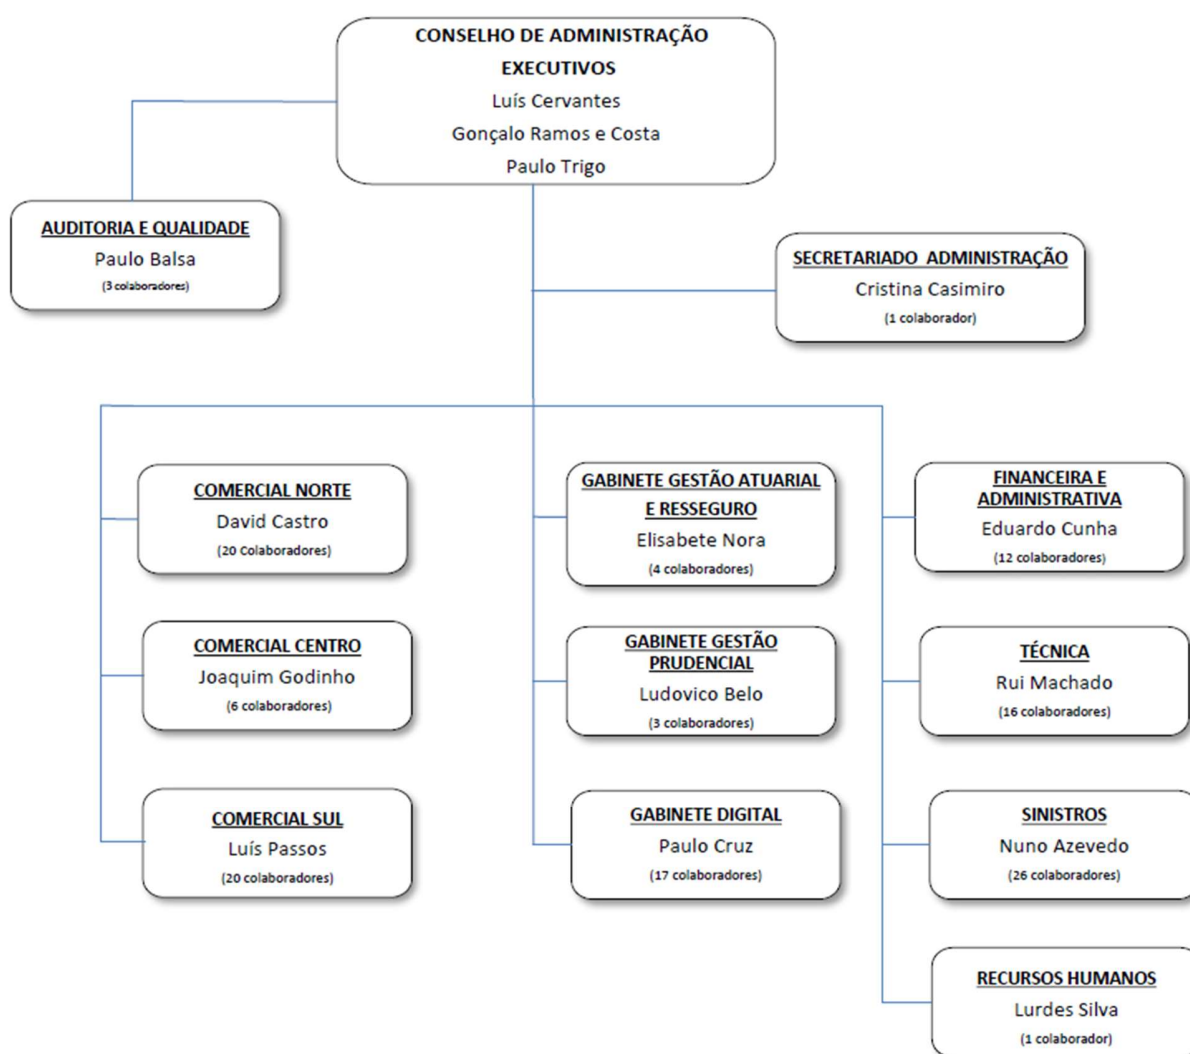 CONSELHO DE ADMINISTRAÇÃO
EXECUTIVOS
Luís Cervantes
Gonçalo Ramos e Costa
Paulo Trigo
AUDITORIA E QUALIDADE
Paulo Balsa
(3 colaboradores)
SECRETARIADO ADMINISTRAÇÃO
Cristina Casimiro
(1 colaborador)
COMERCIAL NORTE
David Castro
(20 Colaboradores)
COMERCIAL CENTRO
Joaquim Godinho
(6 colaboradores)
COMERCIAL SUL
Luís Passos
(20 colaboradores)
GABINETE GESTÃO ATUARIAL
E RESSEGURO
Elisabete Nora
(4 colaboradores)
GABINETE GESTÃO
PRUDENCIAL
Ludovico Belo
(3 colaboradores)
GABINETE DIGITAL
Paulo Cruz
(17 colaboradores)
FINANCEIRA E
ADMINISTRATIVA
Eduardo Cunha
(12 colaboradores)
TÉCNICA
Rui Machado
(16 colaboradores)
SINISTROS
Nuno Azevedo
(26 colaboradores)
RECURSOS HUMANOS
Lurdes Silva
(1 colaborador)